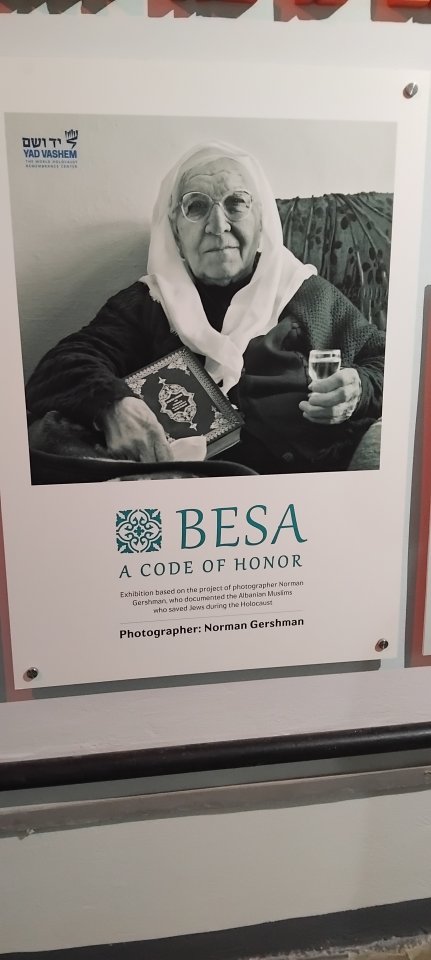 יד ושם
YAD VASHEM
THE WORLD HOLOCAUST
REMEMBRANCE CENTER
BESA
A CODE OF HONOR
Exhibition based on the project of photographer Norman
Gershman, who documented the Albanian Muslims
who saved Jews during the Holocaust
Photographer: Norman Gershman